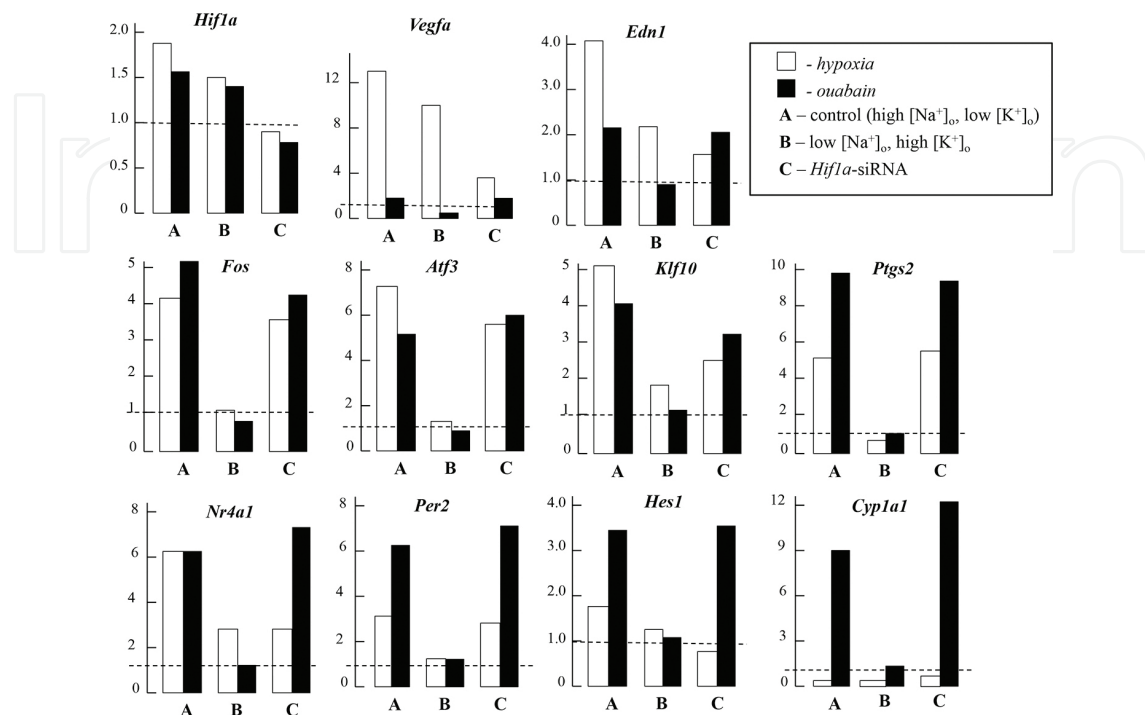 Hif1a
2.0
1.5
1.0
0.5
0
A B C
Vegfa
12
8
4
0
A B C
Edn1
4.0
3.0
2.0
1.0
0
A B C
- hypoxia
- ouabain
A – control (high [Na⁺]ₒ, low [K⁺]ₒ)
B – low [Na⁺]ₒ, high [K⁺]ₒ
C – Hif1a-siRNA
Fos
5
4
3
2
1
0
A B C
Atf3
8
6
4
2
0
A B C
Klf10
5
4
3
2
1
0
A B C
Ptgs2
10
8
6
4
2
0
A B C
Nr4a1
8
6
4
2
0
A B C
Per2
8
6
4
2
0
A B C
Hes1
4.0
3.0
2.0
1.0
0
A B C
Cyp1a1
12
9
6
3
0
A B C